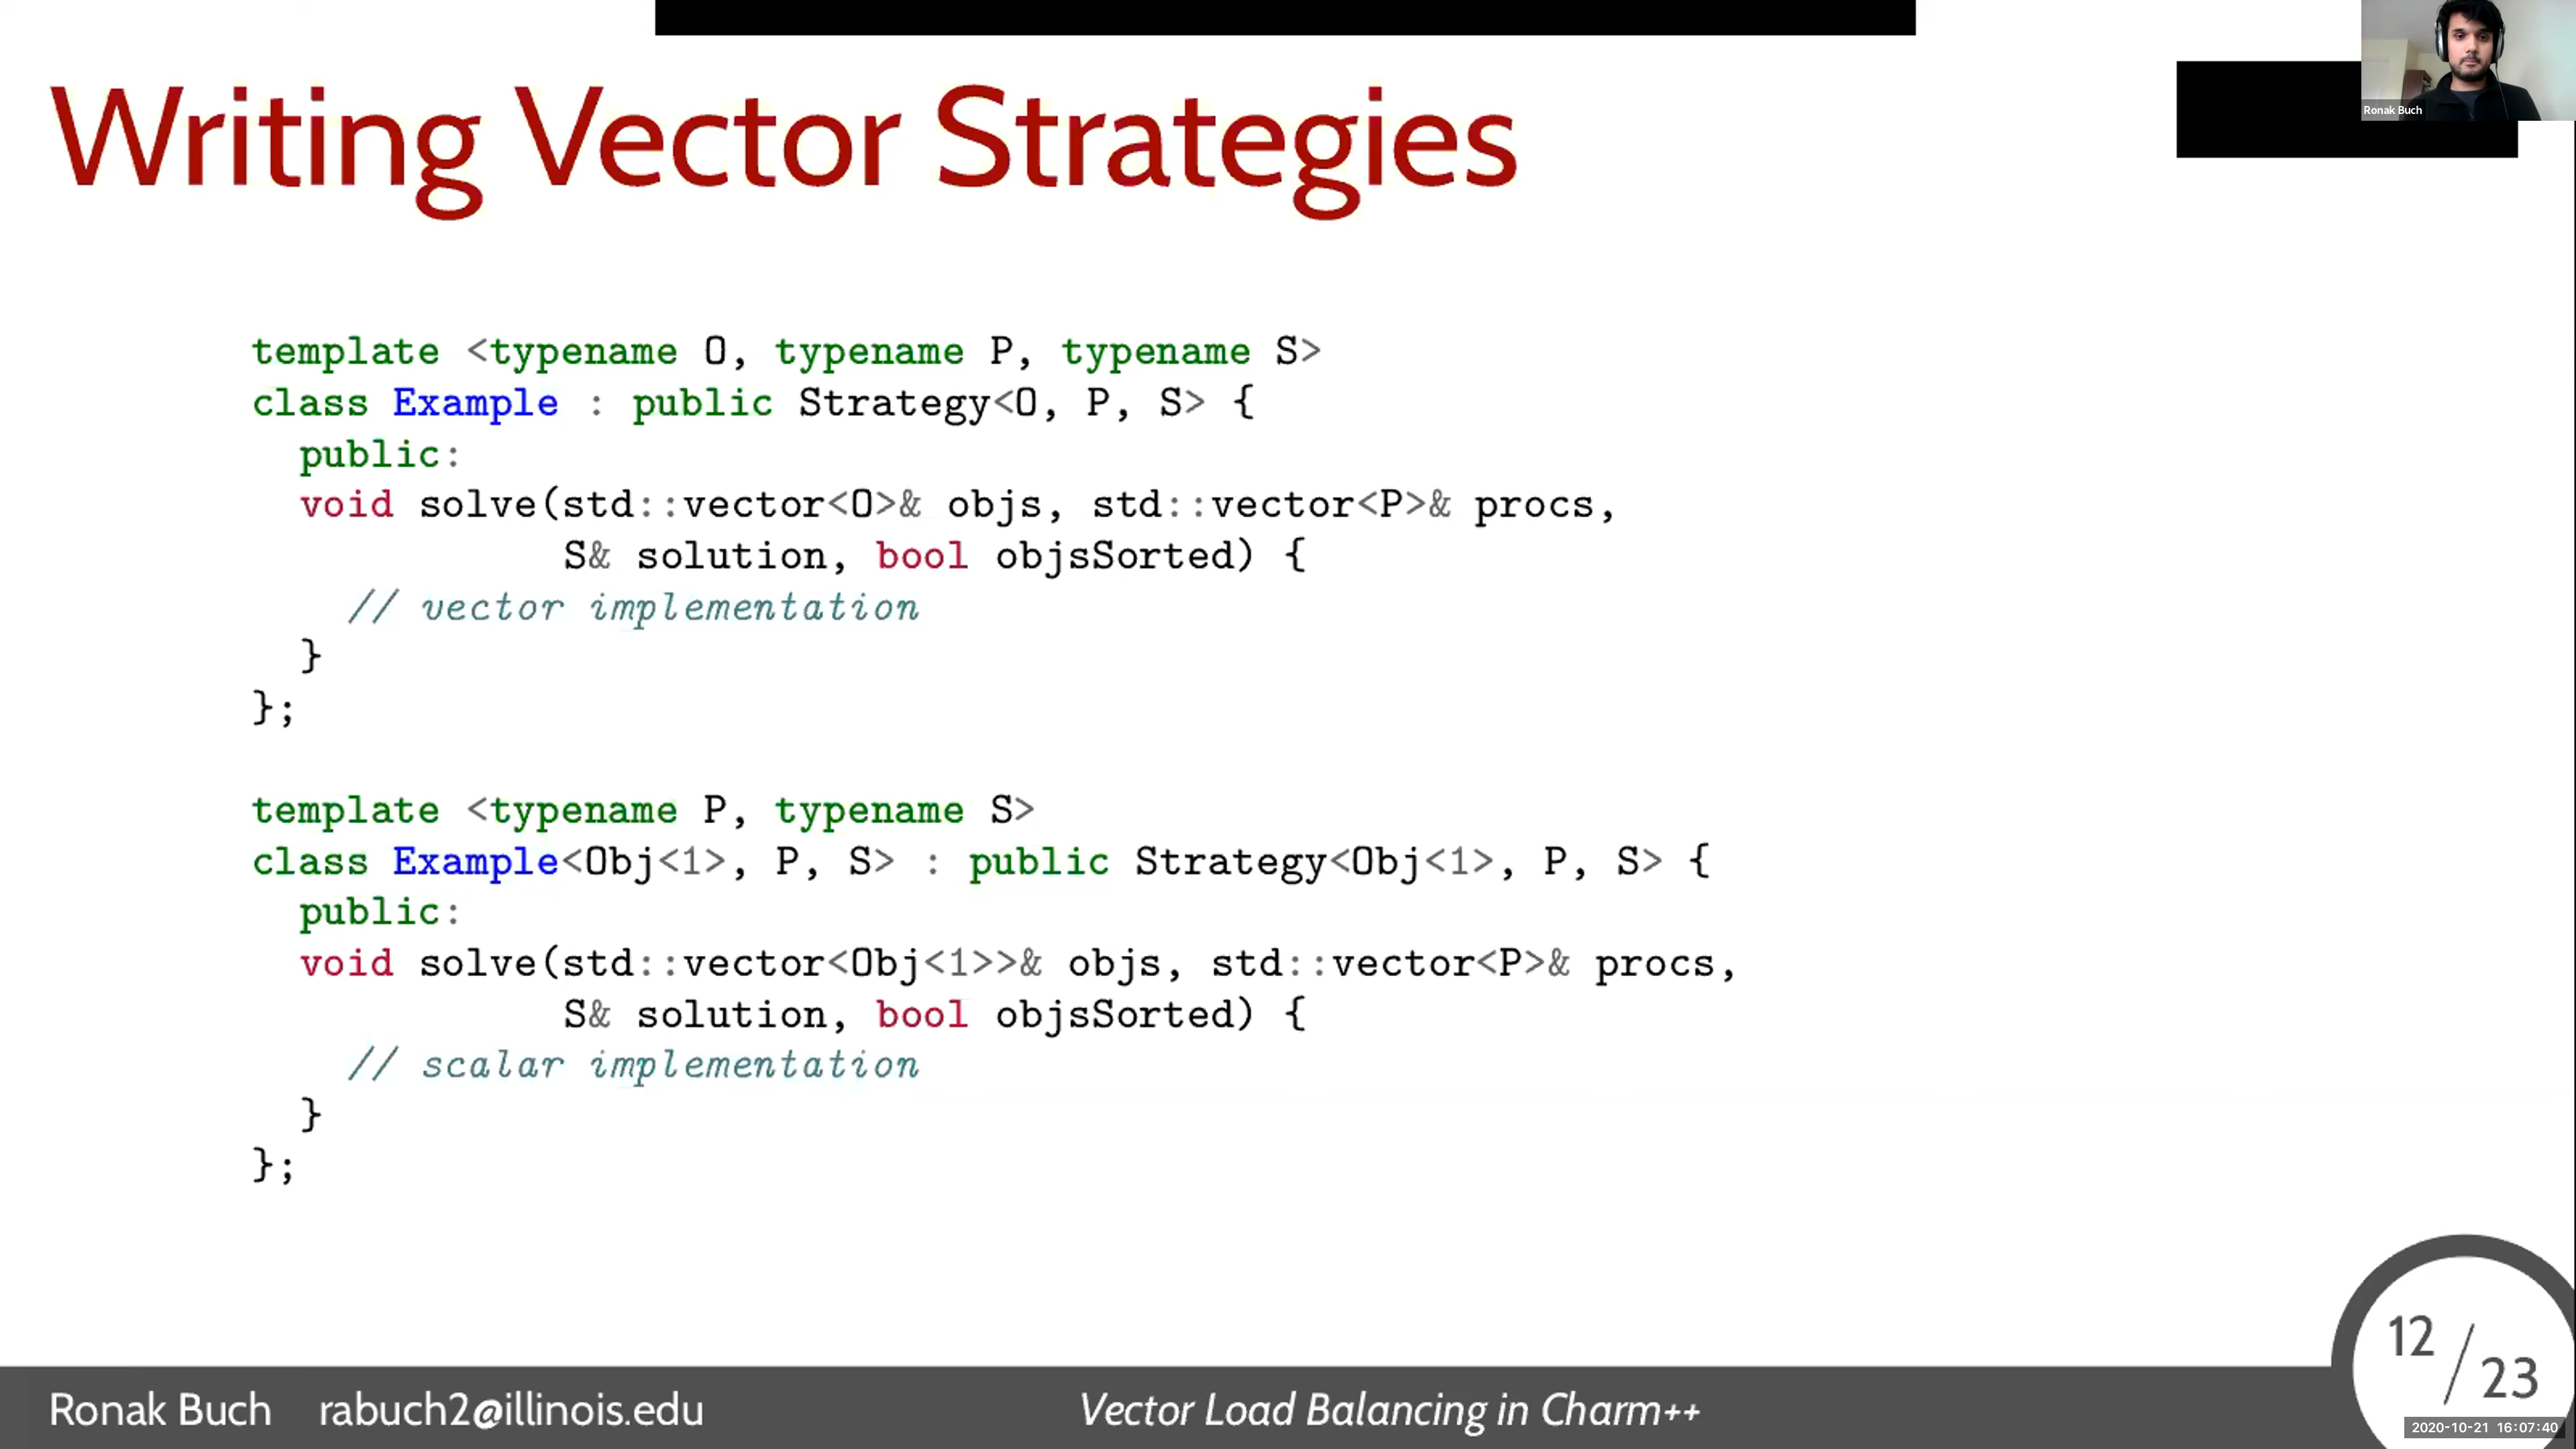 Writing Vector Strategies
Ronak Buch
template <typename O, typename P, typename S>
class Example : public Strategy<O, P, S> {
  public:
  void solve(std::vector<O>& objs, std::vector<P>& procs,
             S& solution, bool objsSorted) {
    // vector implementation
  }
};
template <typename P, typename S>
class Example<Obj<1>, P, S> : public Strategy<Obj<1>, P, S> {
  public:
  void solve(std::vector<Obj<1>>& objs, std::vector<P>& procs,
             S& solution, bool objsSorted) {
    // scalar implementation
  }
};
12/23
Ronak Buch rabuch2@illinois.edu Vector Load Balancing in Charm++
2020-10-21 16:07:40